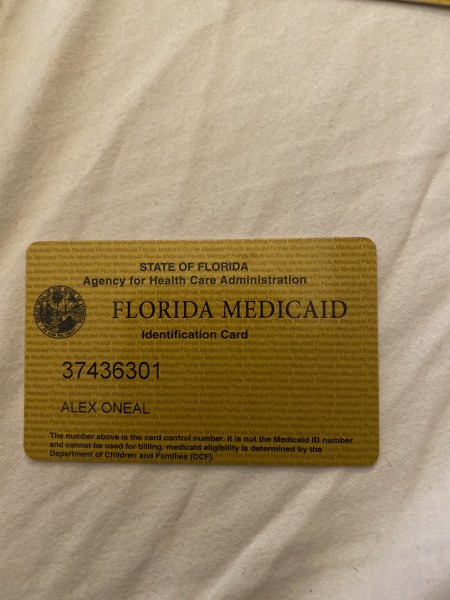 STATE OF FLORIDA
Agency for Health Care Administration
FLORIDA MEDICAID
Identification Card
37436301
ALEX ONEAL
The number above is the card control number. It is not the Medicaid ID number
and cannot be used for billing. medicaid eligibility is determined by the
Department of Children and Families (DCF).